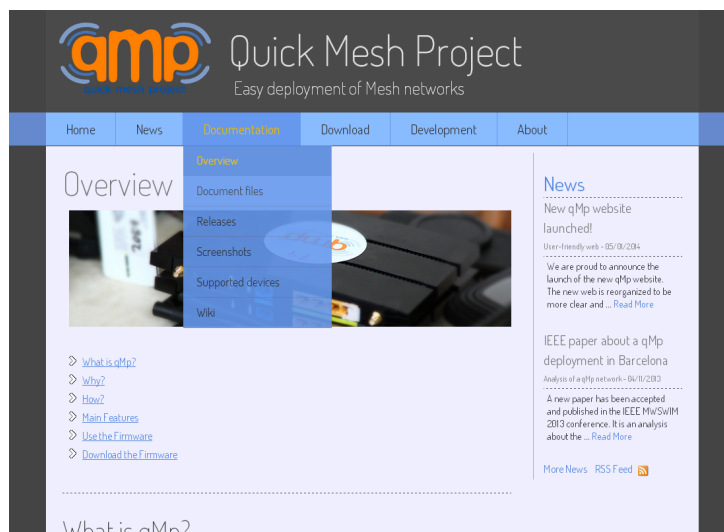 qmp
quick mesh project
Quick Mesh Project
Easy deployment of Mesh networks
Home
News
Documentation
Download
Development
About
Overview
Document files
Releases
Screenshots
Supported devices
Wiki
Overview
What is qMp?
Why?
How?
Main Features
Use the Firmware
Download the Firmware
What is qMp?
News
New qMp website
launched!
User-friendly web - 05/01/2014
We are proud to announce the
launch of the new qMp website.
The new web is reorganized to be
more clear and ... Read More
IEEE paper about a qMp
deployment in Barcelona
Analysis of a qMp network - 04/11/2013
A new paper has been accepted
and published in the IEEE MWSWIM
2013 conference. It is an analysis
about the ... Read More
More News RSS Feed